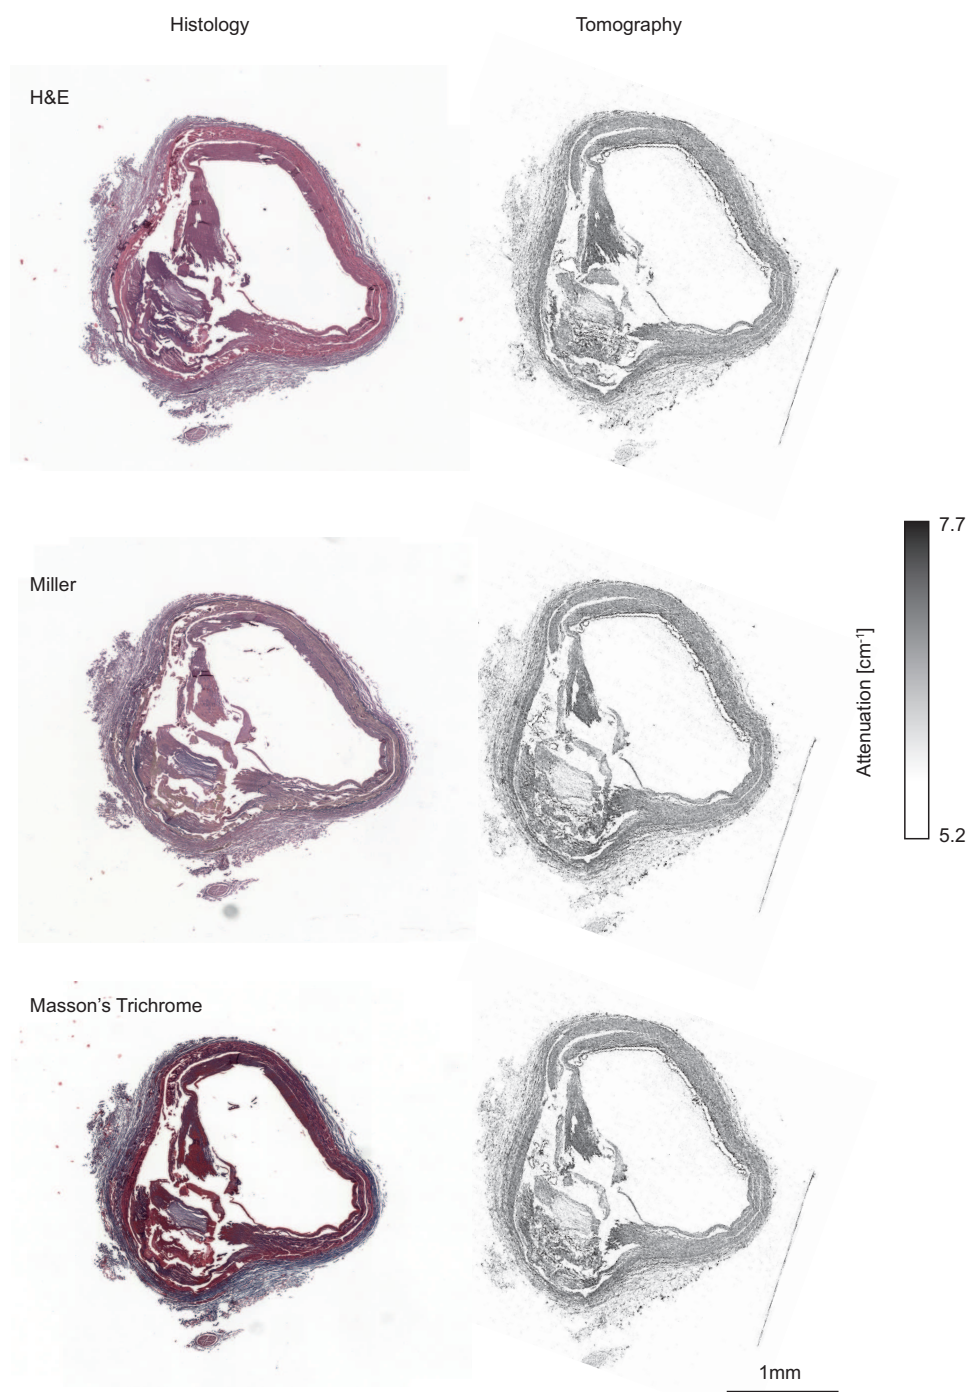 Histology
Tomography
H&E
Miller
7.7
Attenuation [cm-1]
5.2
Masson's Trichrome
1mm